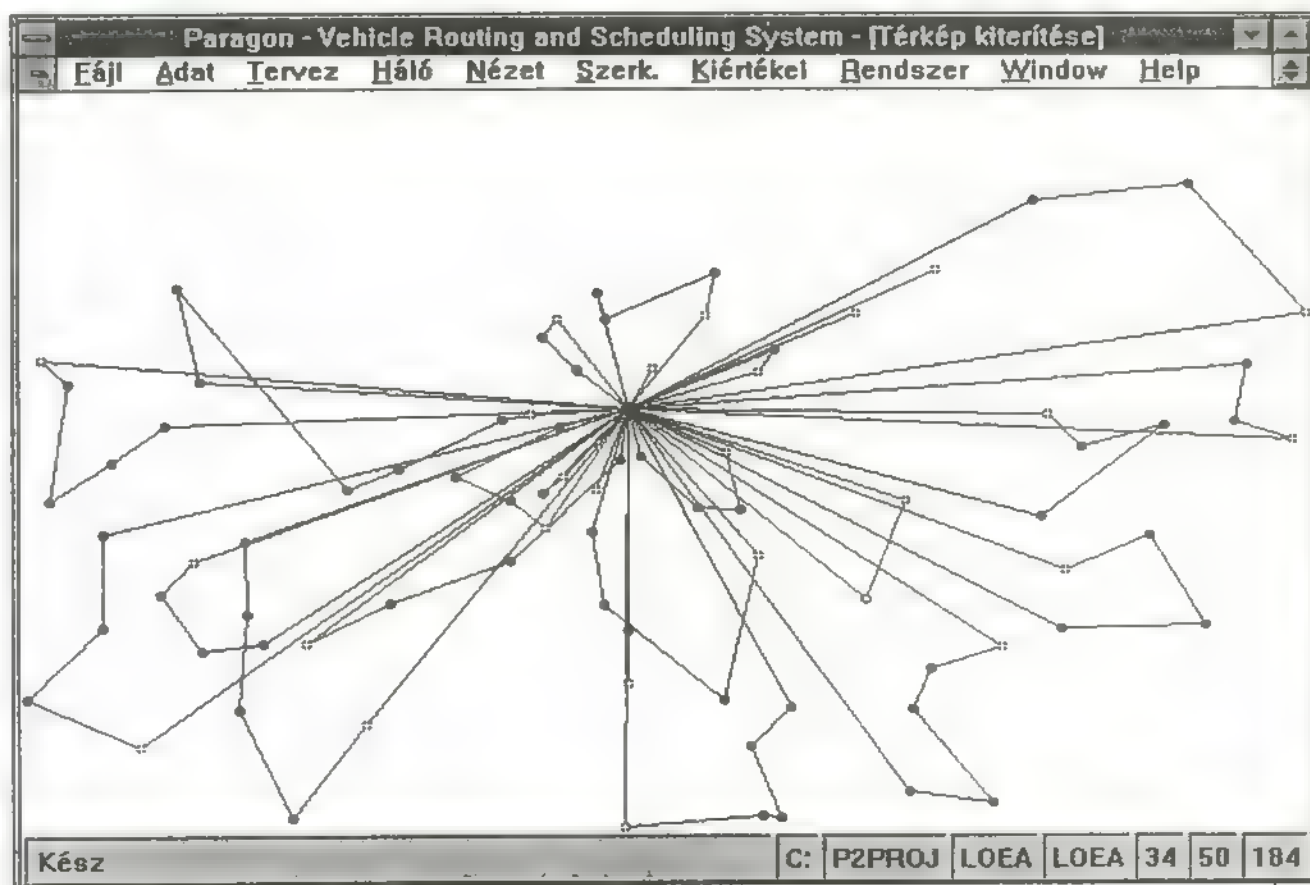 Paragon - Vehicle Routing and Scheduling System - [Térkép kiterítése]
Fájl Adat Tervez Háló Nézet Szerk. Kiértékel Rendszer Window Help
Kész C: P2PROJ LOEA LOEA 34 50 184